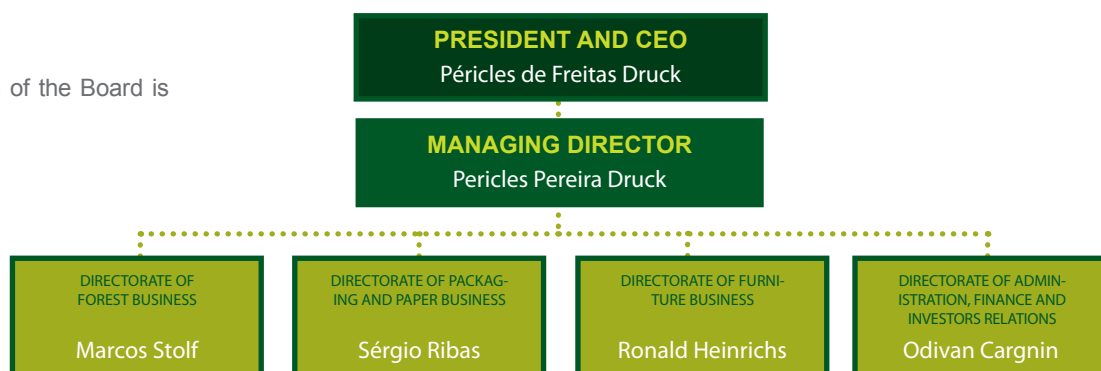 of the Board is
PRESIDENT AND CEO
Péricles de Freitas Druck
MANAGING DIRECTOR
Pericles Pereira Druck
DIRECTORATE OF
FOREST BUSINESS
Marcos Stolf
DIRECTORATE OF PACKAG-
ING AND PAPER BUSINESS
Sérgio Ribas
DIRECTORATE OF FURNI-
TURE BUSINESS
Ronald Heinrichs
DIRECTORATE OF ADMIN-
ISTRATION, FINANCE AND
INVESTORS RELATIONS
Odivan Cargnin